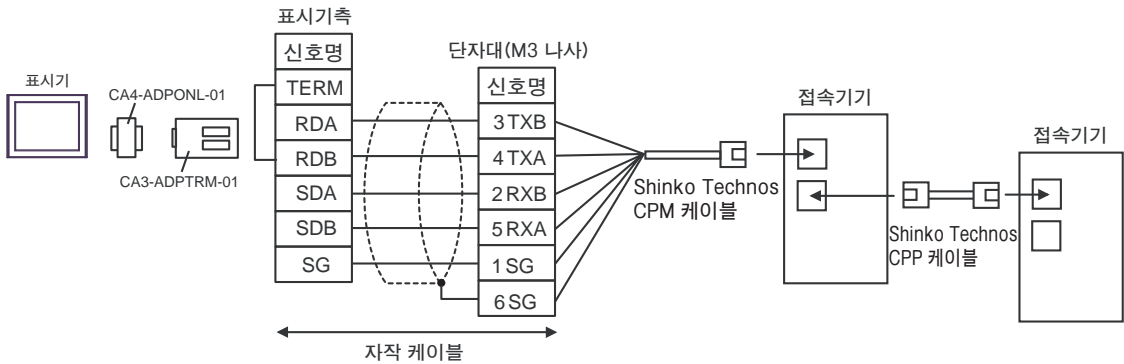 표시기측
단자대(M3 나사)
신호명
신호명
TERM
RDA
RDB
SDA
SDB
SG
3 TXB
4 TXA
2 RXB
5 RXA
1 SG
6 SG
표시기
CA4-ADPONL-01
CA3-ADPTRM-01
접속기기
접속기기
Shinko Technos
CPM 케이블
Shinko Technos
CPP 케이블
자작 케이블